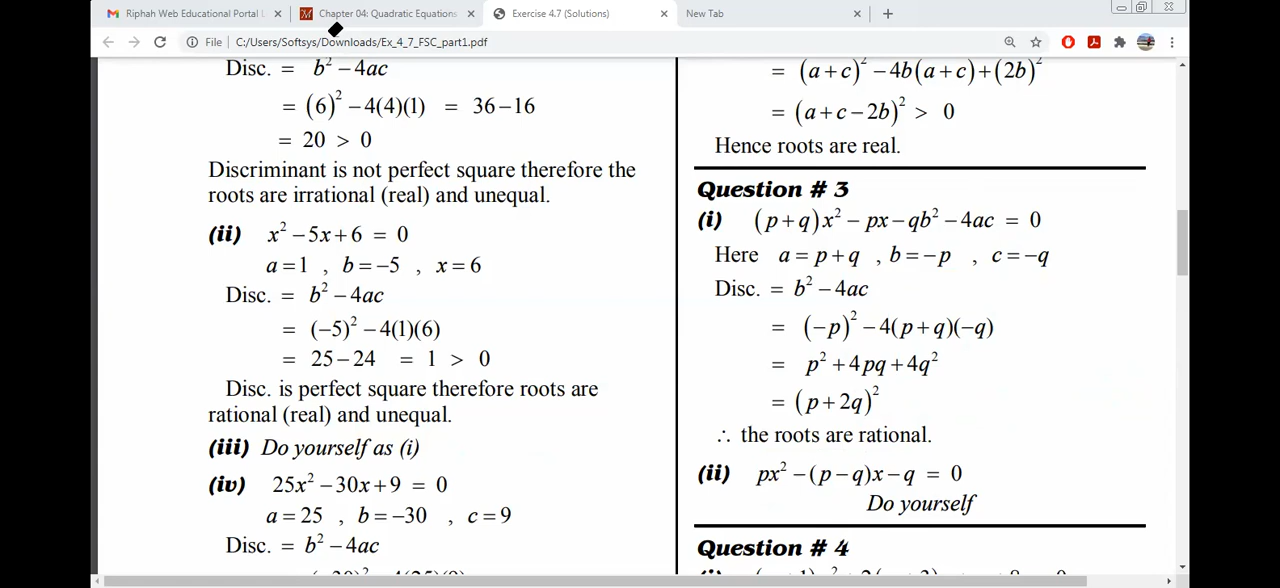 Riphah Web Educational Portal L
Chapter 04: Quadratic Equations
Exercise 4.7 (Solutions)
New Tab
File
C:/Users/Softsys/Downloads/Ex_4_7_FSC_part1.pdf
Disc. = b² − 4ac
= (6)² − 4(4)(1) = 36 − 16
= 20 > 0
Discriminant is not perfect square therefore the
roots are irrational (real) and unequal.
(ii) x² − 5x + 6 = 0
a = 1 , b = −5 , x = 6
Disc. = b² − 4ac
= (−5)² − 4(1)(6)
= 25 − 24 = 1 > 0
Disc. is perfect square therefore roots are
rational (real) and unequal.
(iii) Do yourself as (i)
(iv) 25x² − 30x + 9 = 0
a = 25 , b = −30 , c = 9
Disc. = b² − 4ac
= (a + c)² − 4b(a + c) + (2b)²
= (a + c − 2b)² > 0
Hence roots are real.
Question # 3
(i) (p + q)x² − px − qb² − 4ac = 0
Here a = p + q , b = −p , c = −q
Disc. = b² − 4ac
= (−p)² − 4(p + q)(−q)
= p² + 4pq + 4q²
= (p + 2q)²
∴ the roots are rational.
(ii) px² − (p − q)x − q = 0
Do yourself
Question # 4